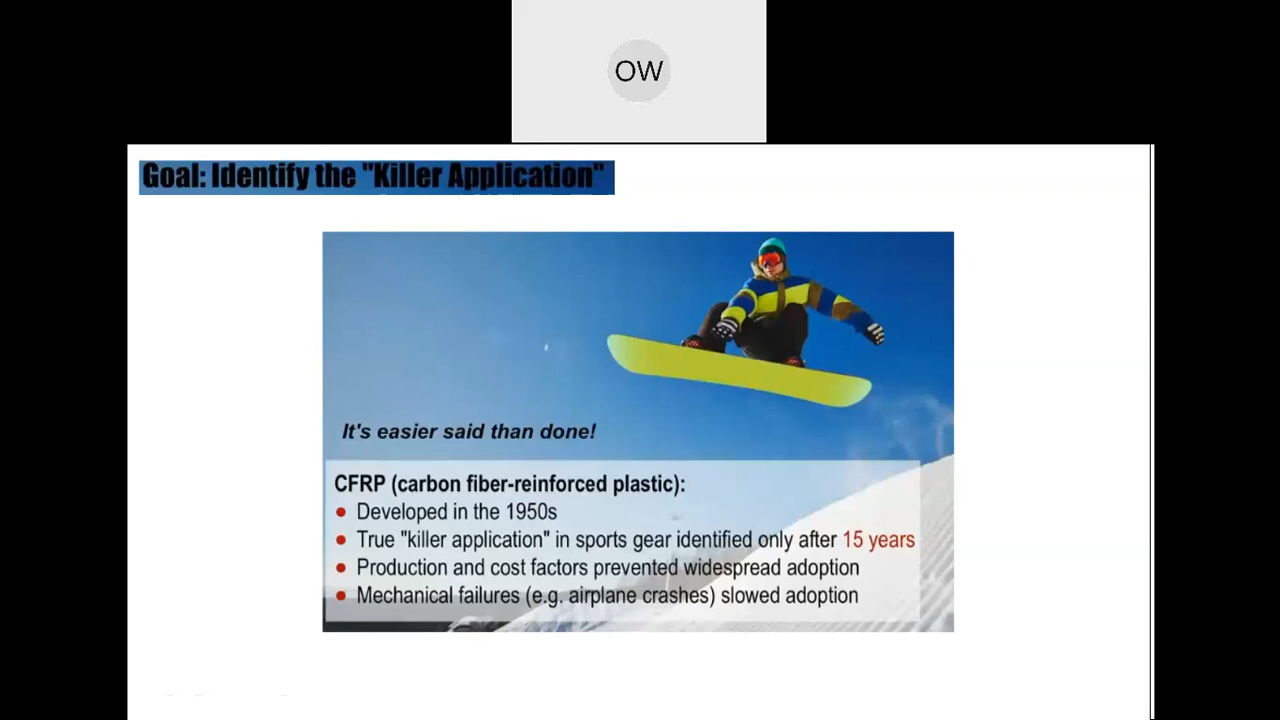 OW
Goal: Identify the "Killer Application"
It's easier said than done!
CFRP (carbon fiber-reinforced plastic):
● Developed in the 1950s
● True "killer application" in sports gear identified only after 15 years
● Production and cost factors prevented widespread adoption
● Mechanical failures (e.g. airplane crashes) slowed adoption